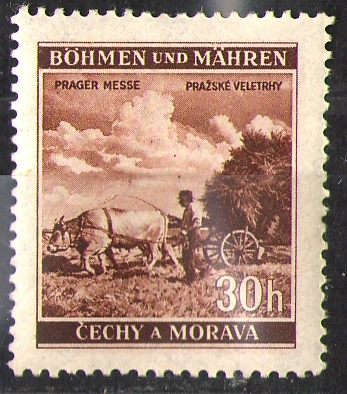 BÖHMEN UND MÄHREN
PRAGER MESSE PRAŽSKÉ VELETRHY
30h
ČECHY A MORAVA